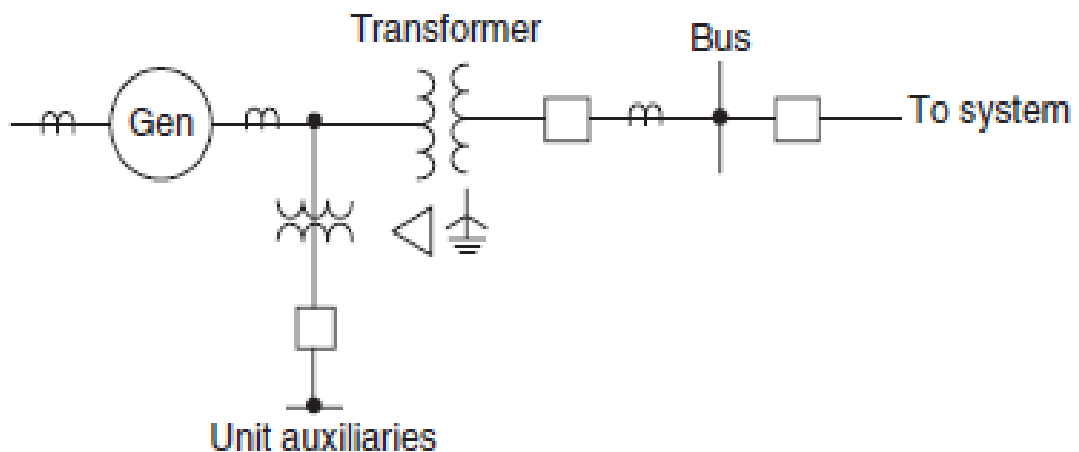 Transformer
Bus
Gen
To system
Unit auxiliaries